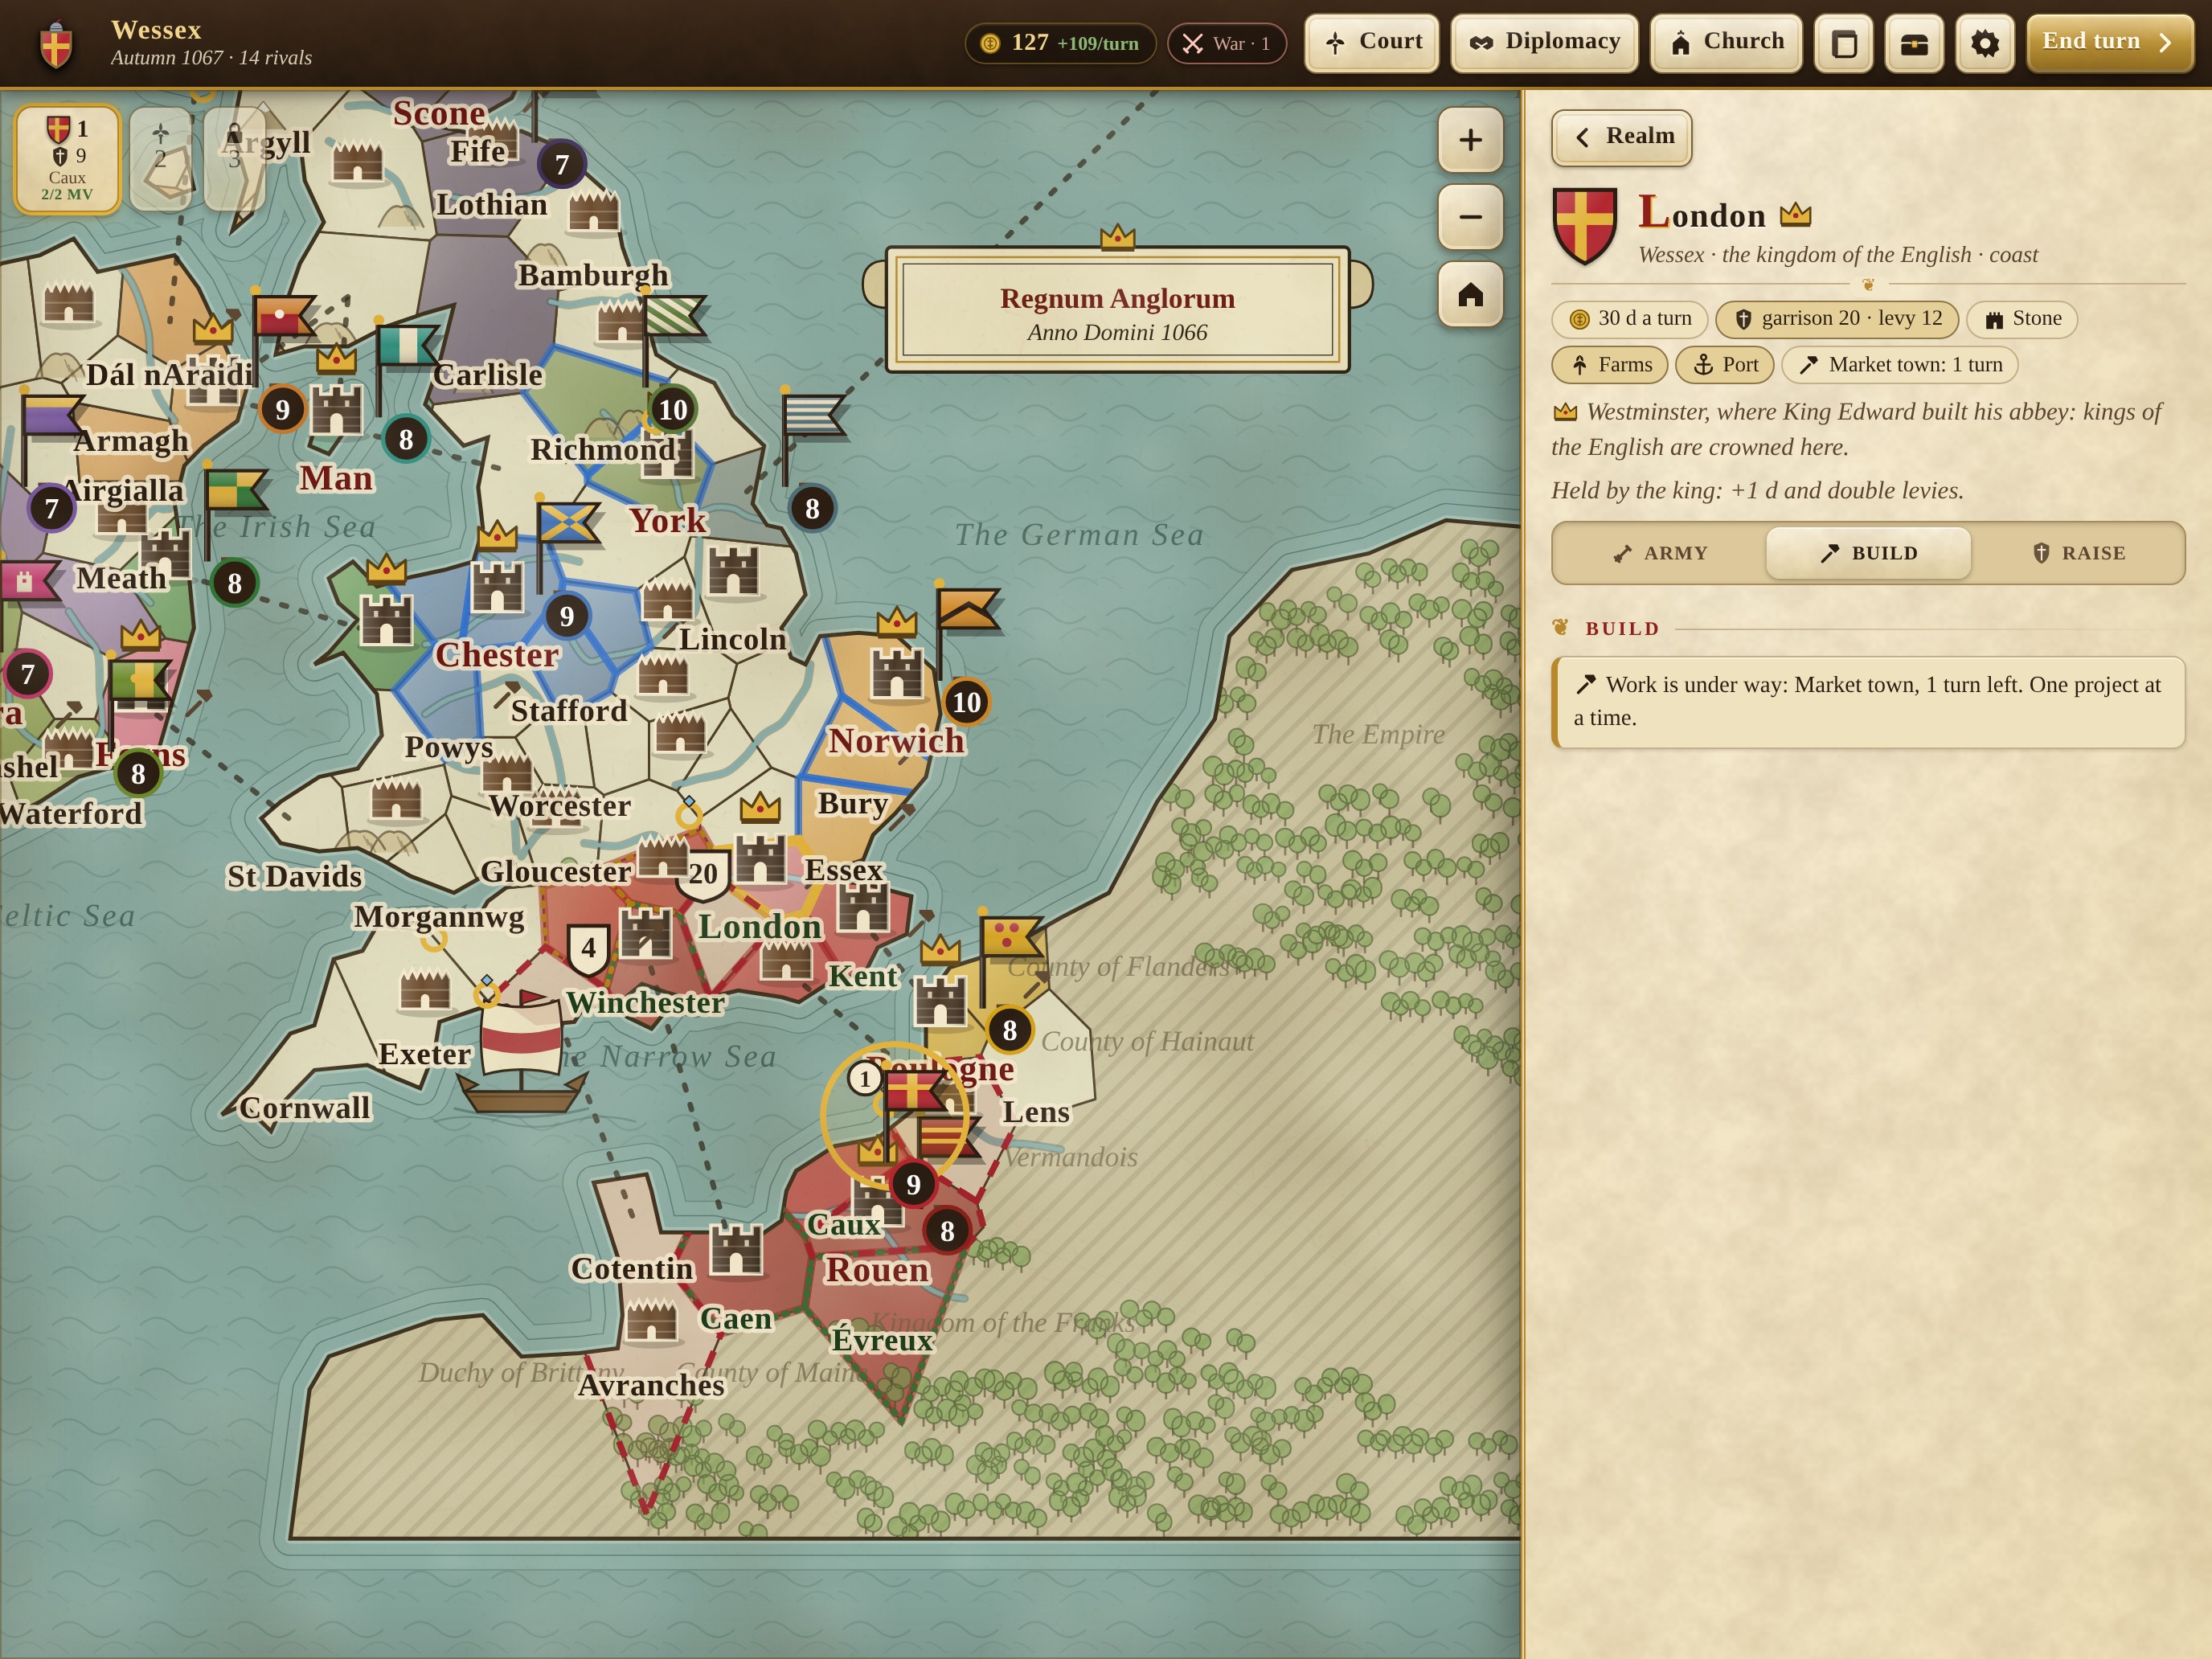 Wessex
Autumn 1067 · 14 rivals
127 +109/turn
War · 1
Court
Diplomacy
Church
End turn
1
9
Caux
2/2 MV
2
3
Argyll
Scone
Fife
7
Lothian
Bamburgh
Regnum Anglorum
Anno Domini 1066
Dál nAraidi
Carlisle
9
8
10
Armagh
Richmond
Man
Airgialla
7
York
8
The Irish Sea
The German Sea
Meath
8
9
Lincoln
Chester
7
10
Stafford
Norwich
The Empire
Powys
8
Waterford
Worcester
Bury
St Davids
Gloucester
20
Essex
Morgannwg
London
4
Kent
Winchester
County of Flanders
8
County of Hainaut
Exeter
Boulogne
1
Cornwall
Lens
Vermandois
9
Caux
8
Cotentin
Rouen
Caen
Évreux
Kingdom of the Franks
Duchy of Brittany
Avranches
Realm
London
Wessex · the kingdom of the English · coast
30 d a turn
garrison 20 · levy 12
Stone
Farms
Port
Market town: 1 turn
Westminster, where King Edward built his abbey: kings of
the English are crowned here.
Held by the king: +1 d and double levies.
ARMY
BUILD
RAISE
BUILD
Work is under way: Market town, 1 turn left. One project at
a time.